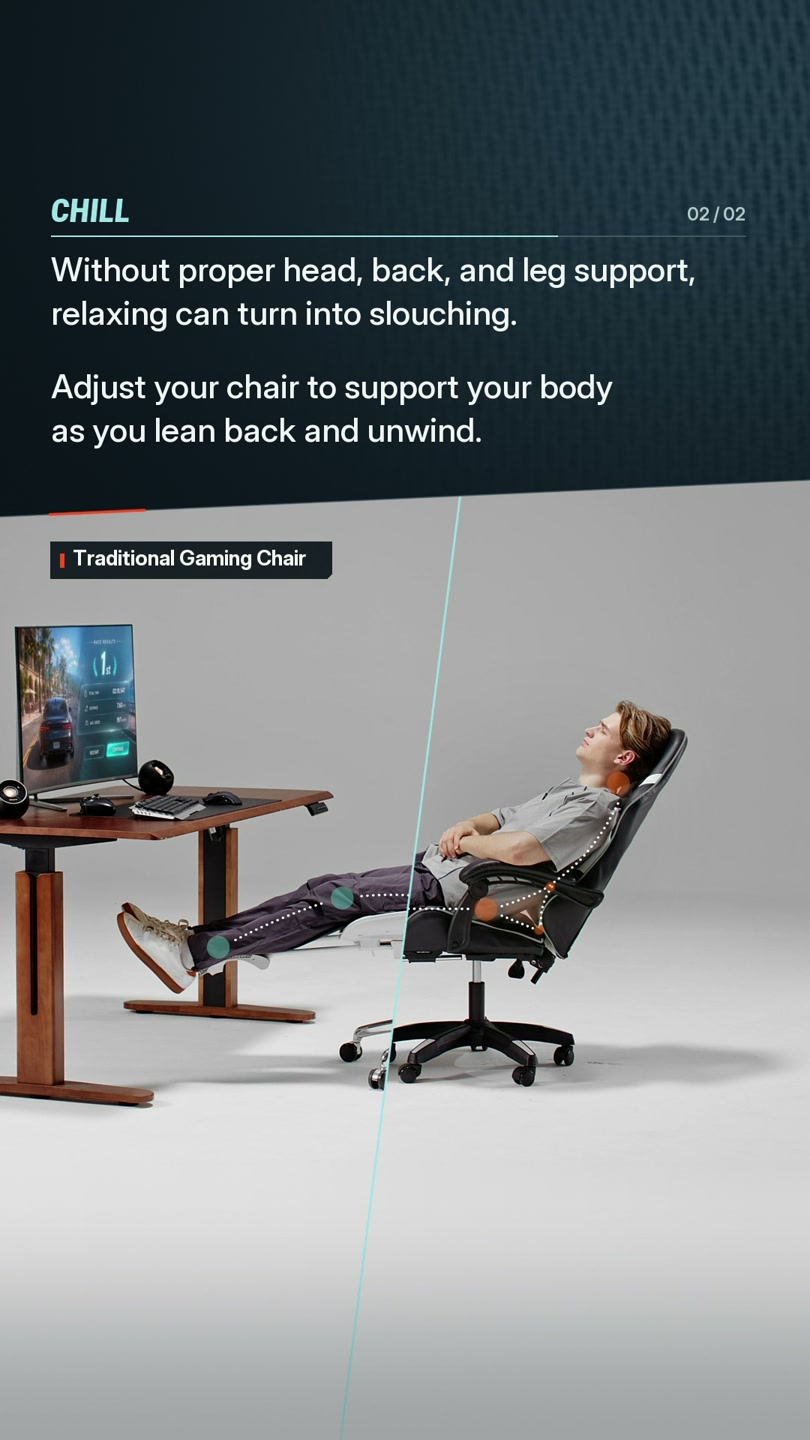 CHILL
02 / 02
Without proper head, back, and leg support,
relaxing can turn into slouching.
Adjust your chair to support your body
as you lean back and unwind.
Traditional Gaming Chair
1st